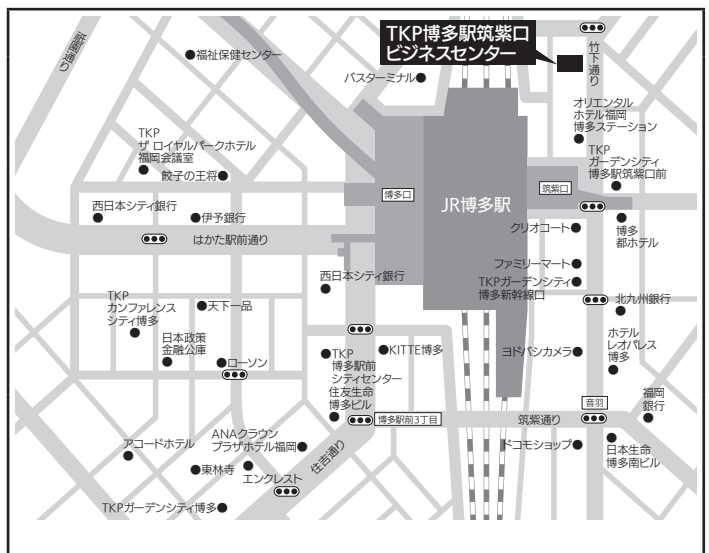 TKP博多駅筑紫口
ビジネスセンター
祇園通り
福祉保健センター
バスターミナル
竹下通り
オリエンタル
ホテル福岡
博多ステーション
TKP
ザ ロイヤルパークホテル
福岡会議室
餃子の王将
TKP
ガーデンシティ
博多駅筑紫口前
博多口
JR博多駅
筑紫口
西日本シティ銀行
伊予銀行
はかた駅前通り
クリオコート
博多
都ホテル
ファミリーマート
西日本シティ銀行
TKPガーデンシティ
博多新幹線口
TKP
カンファレンス
シティ博多
天下一品
北九州銀行
日本政策
金融公庫
ローソン
TKP
博多駅前
シティセンター
住友生命
博多ビル
KITTE博多
ヨドバシカメラ
ホテル
レオパレス
博多
福岡
銀行
音羽
博多駅前3丁目
筑紫通り
アコードホテル
ANAクラウン
プラザホテル福岡
住吉通り
ドコモショップ
日本生命
博多南ビル
東林寺
エンクレスト
TKPガーデンシティ博多